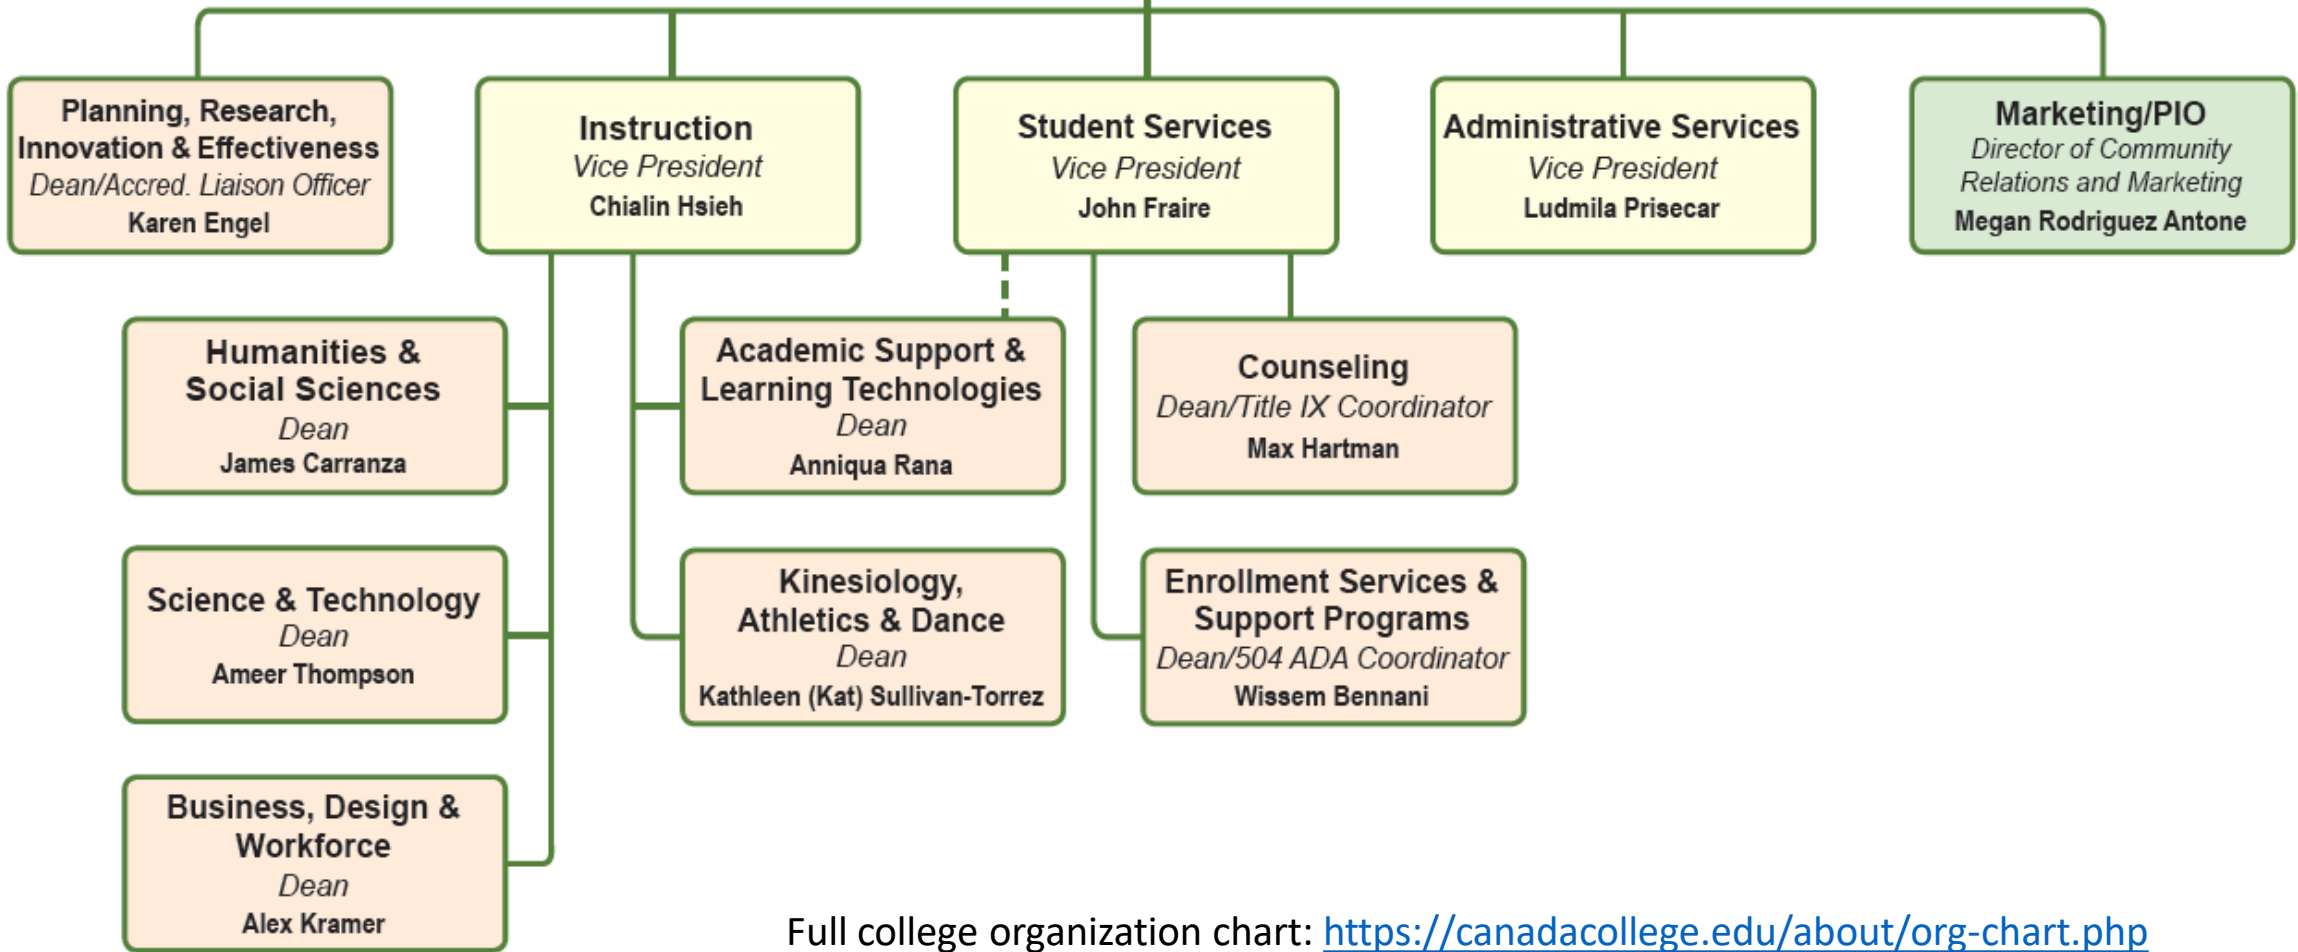 Planning, Research,
Innovation & Effectiveness
Dean/Accred. Liaison Officer
Karen Engel
Instruction
Vice President
Chialin Hsieh
Student Services
Vice President
John Fraire
Administrative Services
Vice President
Ludmila Prisecar
Marketing/PIO
Director of Community
Relations and Marketing
Megan Rodriguez Antone
Humanities &
Social Sciences
Dean
James Carranza
Academic Support &
Learning Technologies
Dean
Anniqua Rana
Counseling
Dean/Title IX Coordinator
Max Hartman
Science & Technology
Dean
Ameer Thompson
Kinesiology,
Athletics & Dance
Dean
Kathleen (Kat) Sullivan-Torrez
Enrollment Services &
Support Programs
Dean/504 ADA Coordinator
Wissem Bennani
Business, Design &
Workforce
Dean
Alex Kramer
Full college organization chart: https://canadacollege.edu/about/org-chart.php